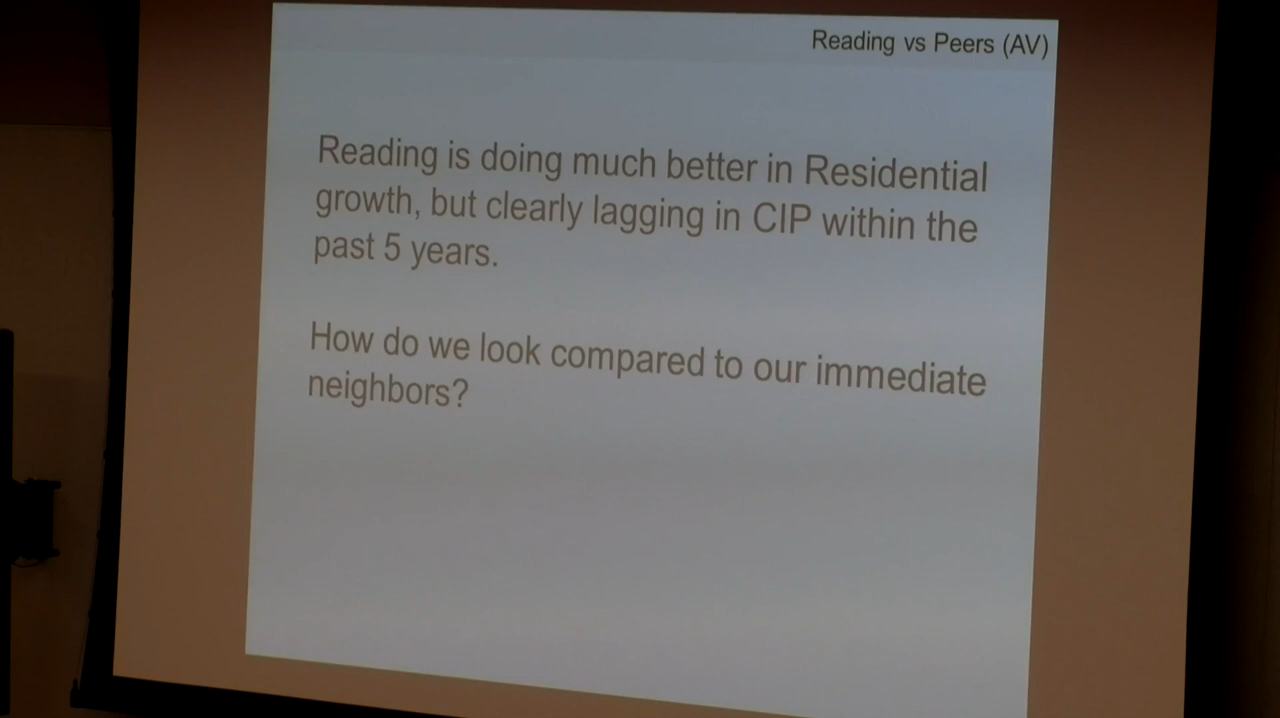 Reading vs Peers (AV)
Reading is doing much better in Residential
growth, but clearly lagging in CIP within the
past 5 years.
How do we look compared to our immediate
neighbors?